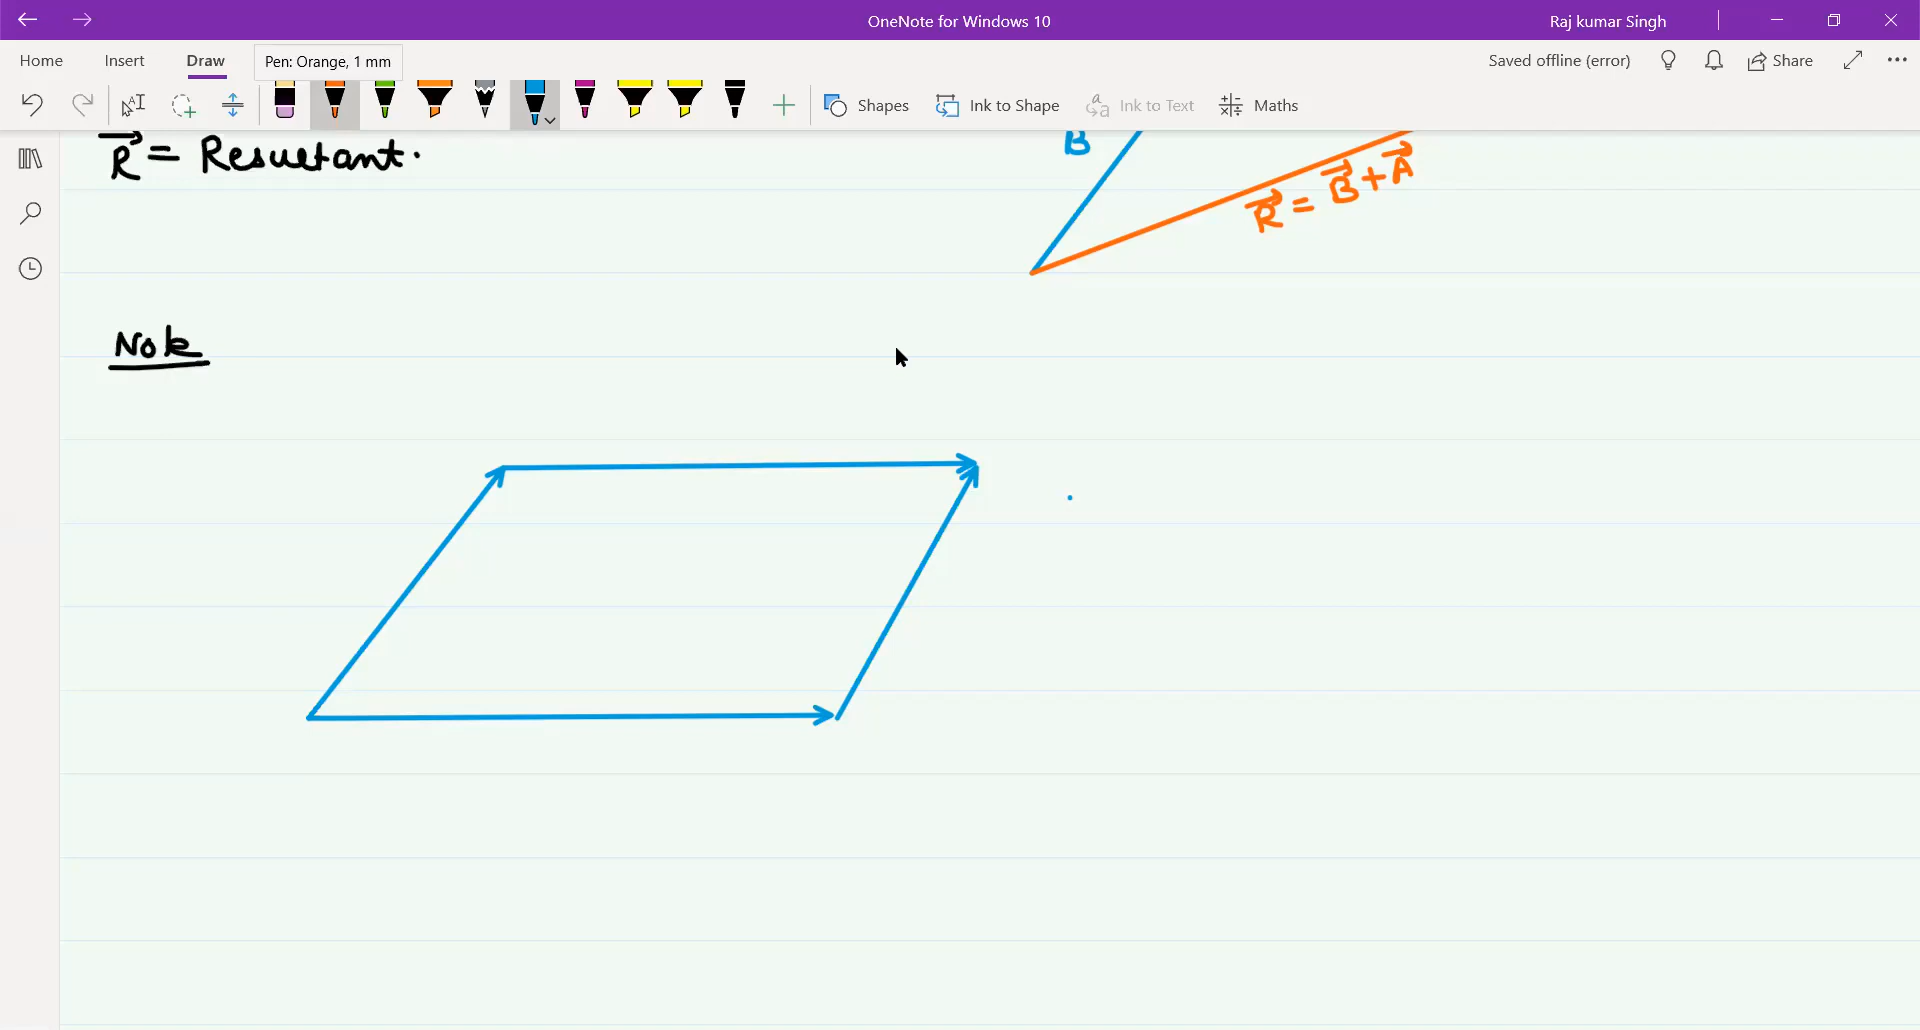 OneNote for Windows 10
Raj kumar Singh
Home Insert Draw Pen: Orange, 1 mm Saved offline (error) Share
Shapes Ink to Shape Ink to Text Maths
R⃗ = Resultant.
B
R⃗ = B⃗ + A⃗
Note